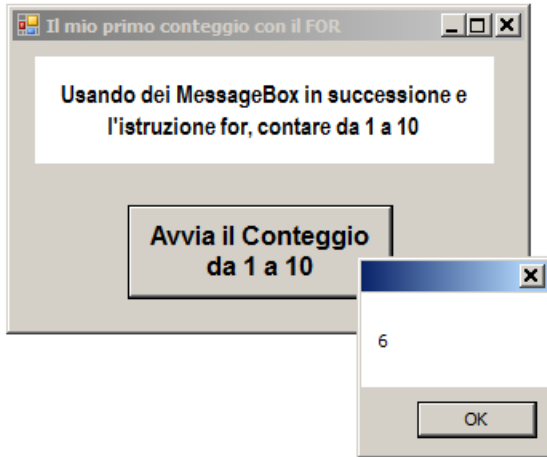 Il mio primo conteggio con il FOR
Usando dei MessageBox in successione e
l'istruzione for, contare da 1 a 10
Avvia il Conteggio
da 1 a 10
6
OK